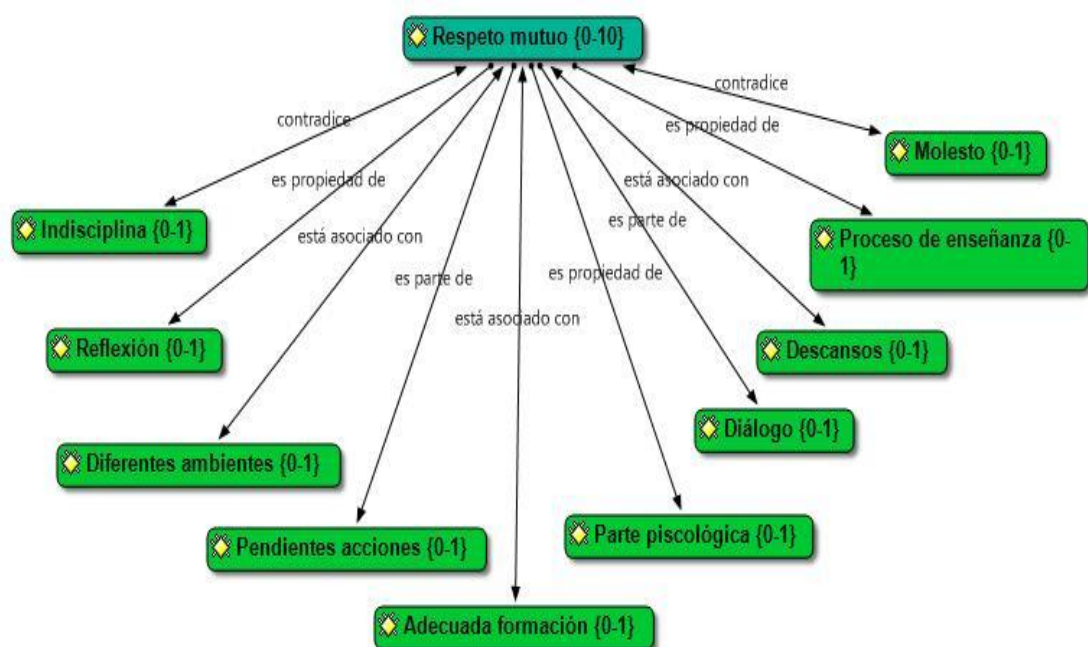 Respeto mutuo {0-10}
contradice
contradice
es propiedad de
Molesto {0-1}
es propiedad de
está asociado con
Indisciplina {0-1}
es parte de
Proceso de enseñanza {0-
1}
está asociado con
es parte de
es propiedad de
está asociado con
Reflexión {0-1}
Descansos {0-1}
Diálogo {0-1}
Diferentes ambientes {0-1}
Parte piscológica {0-1}
Pendientes acciones {0-1}
Adecuada formación {0-1}